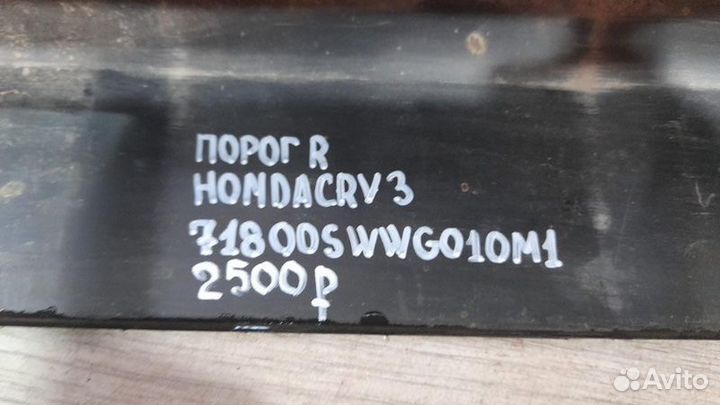 ПОРОГ R
HONDACRV3
71800SWWG010M1
2500р
Avito